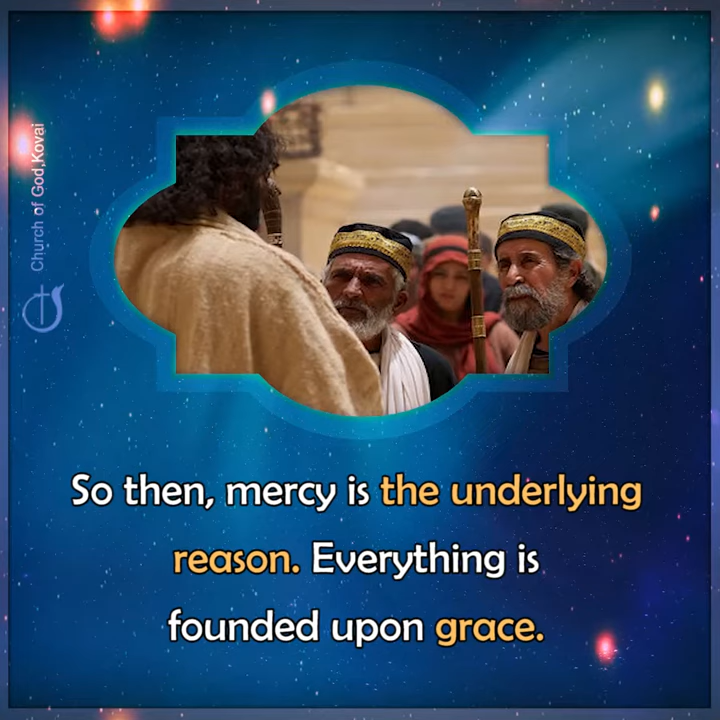 Church of God,Kovai
So then, mercy is the underlying
reason. Everything is
founded upon grace.